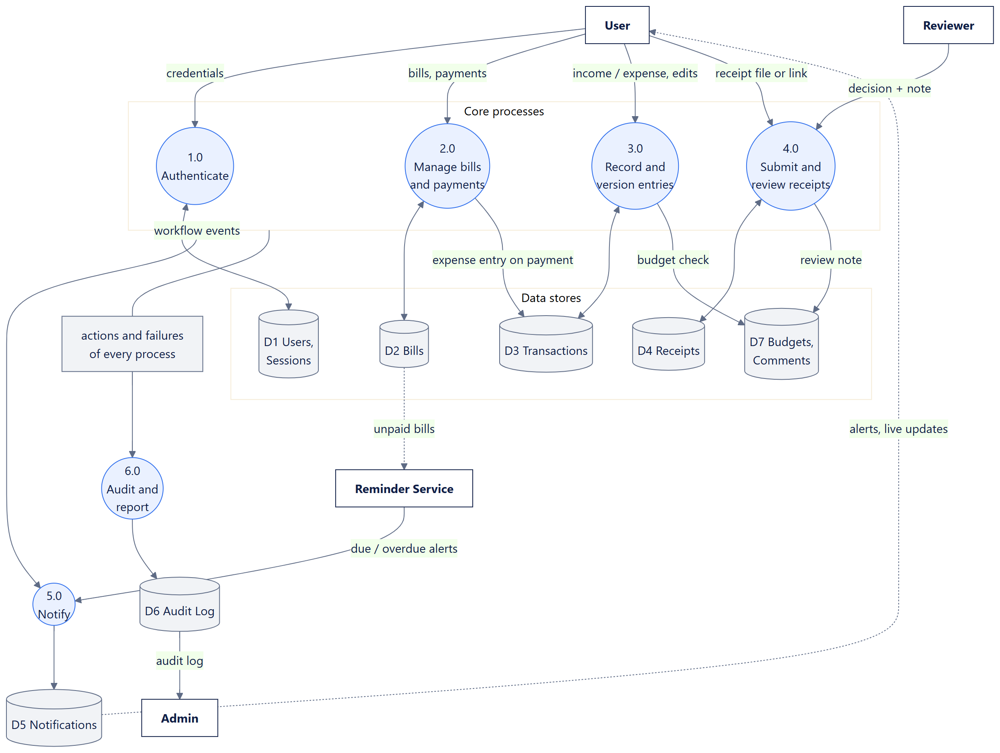 User
Reviewer
credentials
bills, payments
income / expense, edits
receipt file or link
decision + note
Core processes
1.0
Authenticate
2.0
Manage bills
and payments
3.0
Record and
version entries
4.0
Submit and
review receipts
workflow events
expense entry on payment
budget check
review note
Data stores
actions and failures
of every process
D1 Users,
Sessions
D2 Bills
D3 Transactions
D4 Receipts
D7 Budgets,
Comments
unpaid bills
alerts, live updates
6.0
Audit and
report
Reminder Service
due / overdue alerts
5.0
Notify
D6 Audit Log
audit log
D5 Notifications
Admin